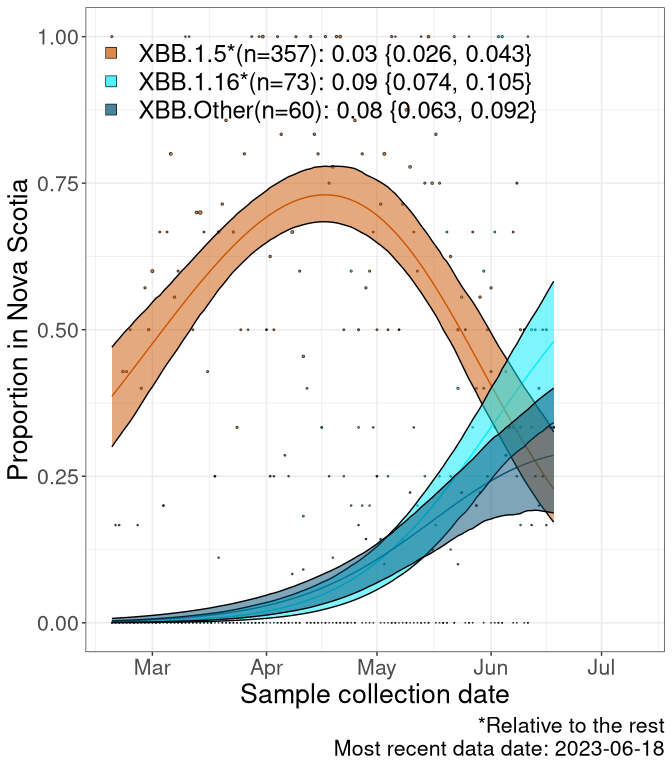 XBB.1.5*(n=357): 0.03 {0.026, 0.043}
XBB.1.16*(n=73): 0.09 {0.074, 0.105}
XBB.Other(n=60): 0.08 {0.063, 0.092}
1.00
0.75
0.50
0.25
0.00
Proportion in Nova Scotia
Mar Apr May Jun Jul
Sample collection date
*Relative to the rest
Most recent data date: 2023-06-18